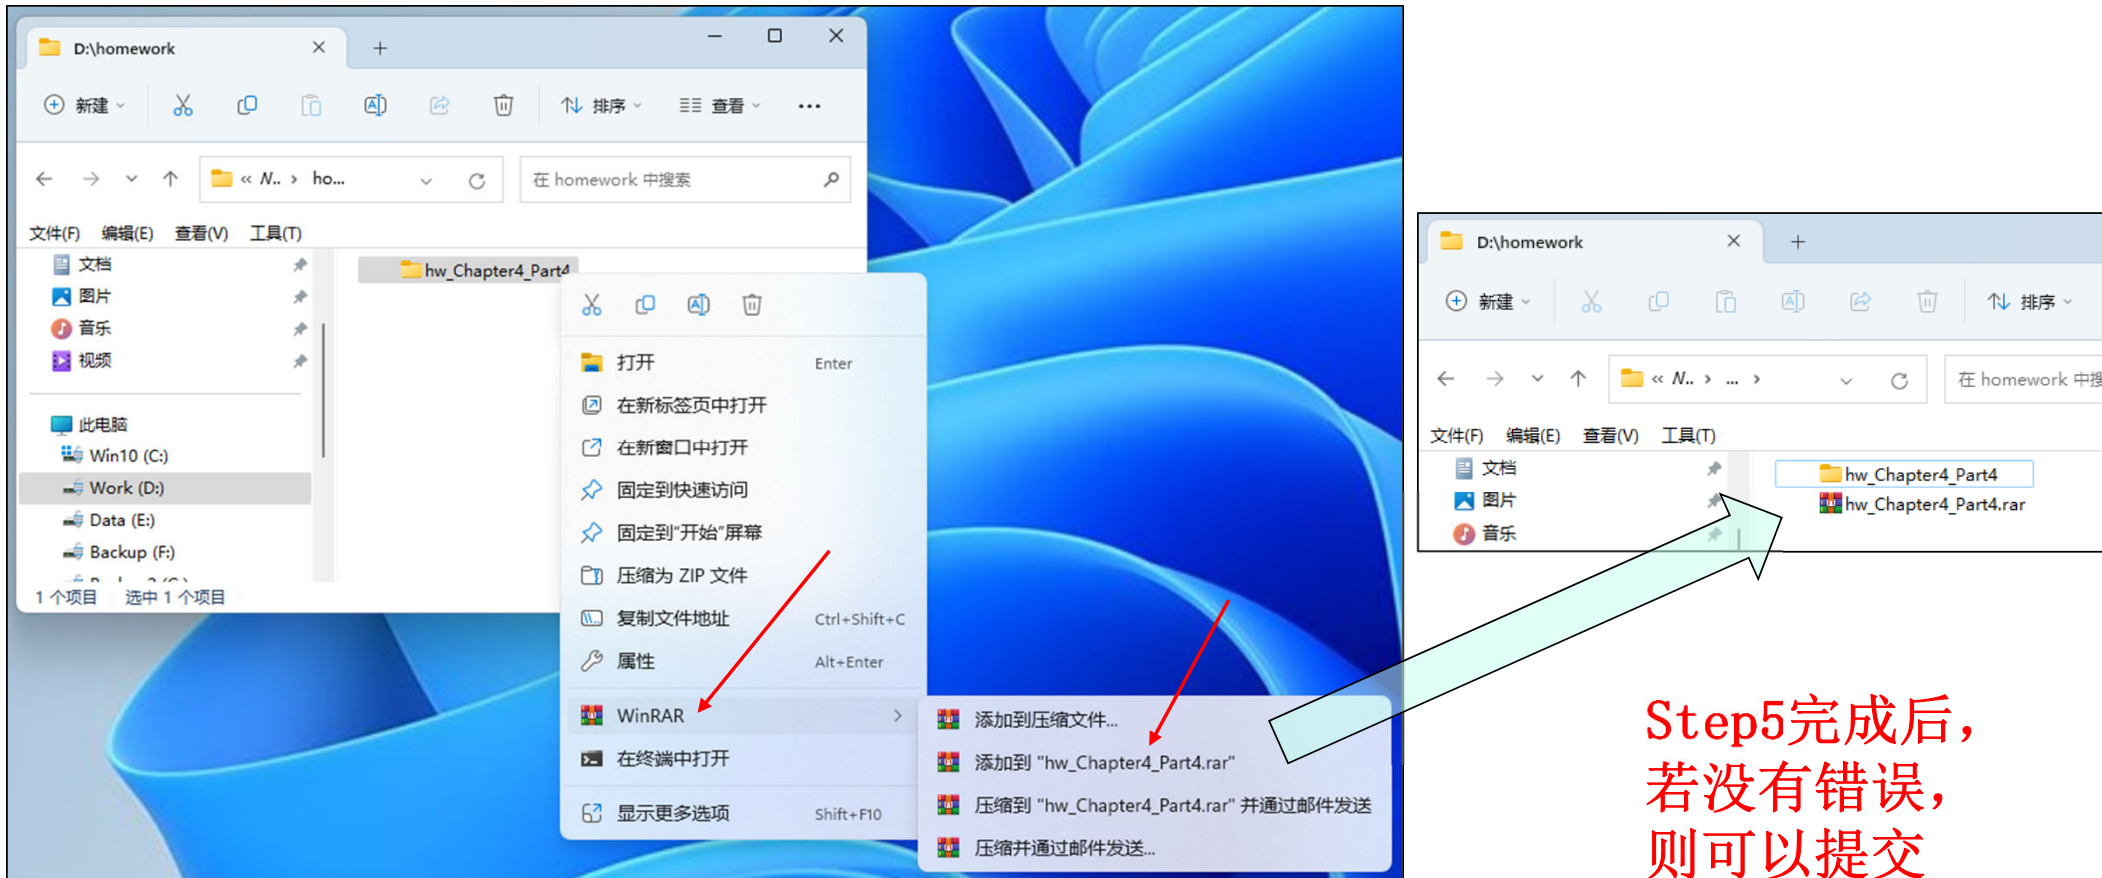 D:\homework
新建
排序
查看
« N.. › ho...
在 homework 中搜索
文件(F) 编辑(E) 查看(V) 工具(T)
文档
图片
音乐
视频
此电脑
Win10 (C:)
Work (D:)
Data (E:)
Backup (F:)
1 个项目 选中 1 个项目
hw_Chapter4_Part4
打开 Enter
在新标签页中打开
在新窗口中打开
固定到快速访问
固定到"开始"屏幕
压缩为 ZIP 文件
复制文件地址 Ctrl+Shift+C
属性 Alt+Enter
WinRAR
在终端中打开
显示更多选项 Shift+F10
添加到压缩文件...
添加到 "hw_Chapter4_Part4.rar"
压缩到 "hw_Chapter4_Part4.rar" 并通过邮件发送
压缩并通过邮件发送...
D:\homework
新建
排序
« N.. › ... ›
在 homework 中搜
文件(F) 编辑(E) 查看(V) 工具(T)
文档
图片
音乐
hw_Chapter4_Part4
hw_Chapter4_Part4.rar
Step5完成后，
若没有错误，
则可以提交